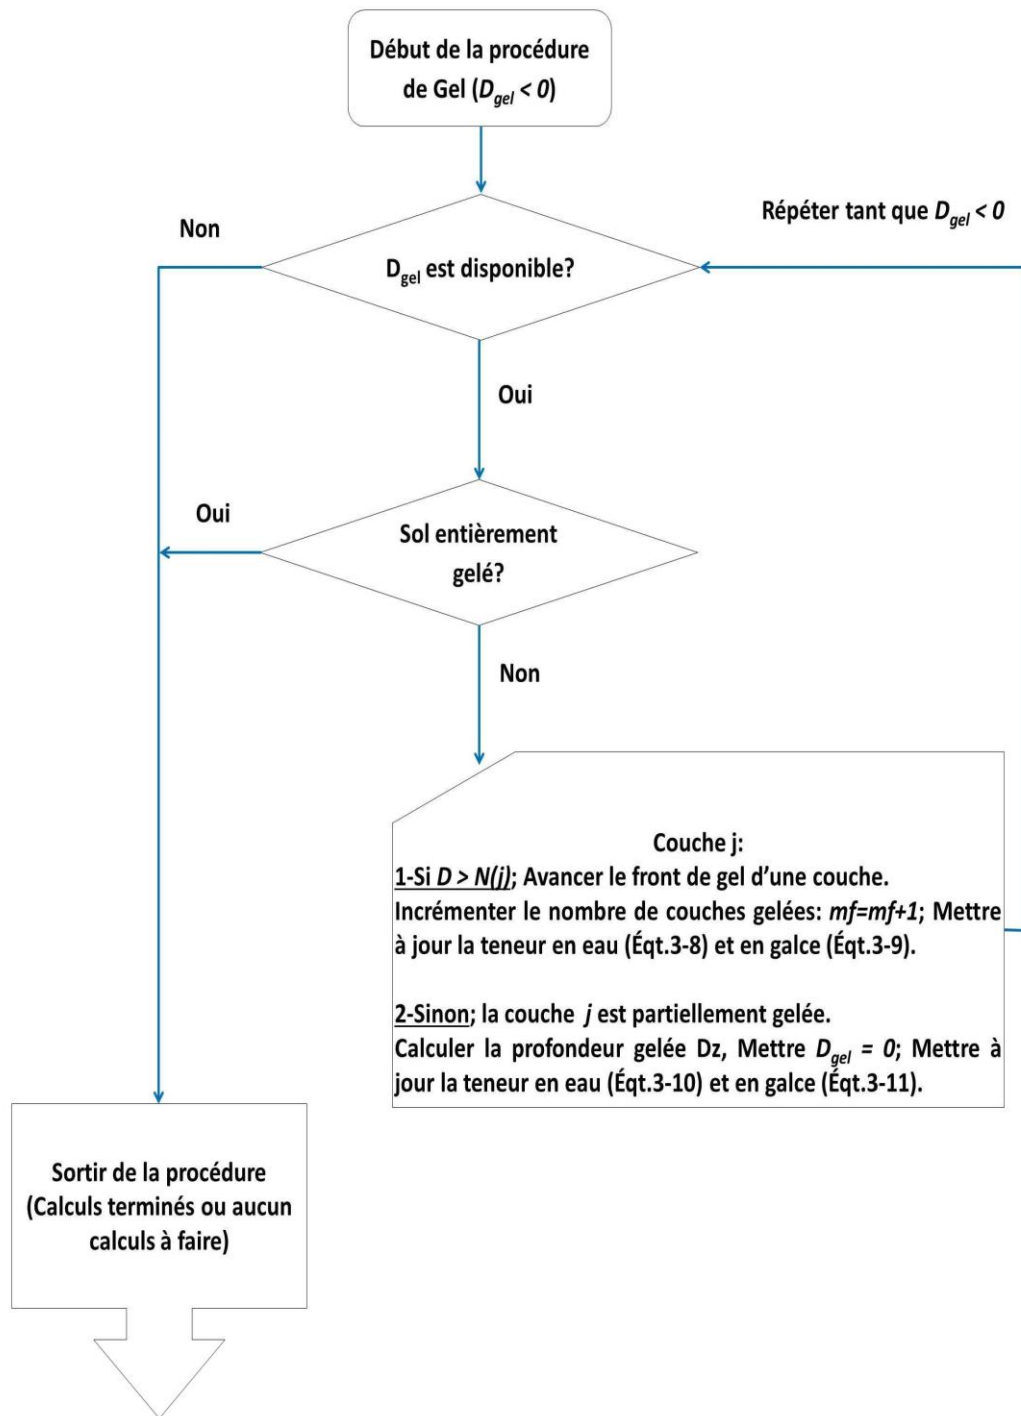 Début de la procédure
de Gel (D_gel < 0)
Répéter tant que D_gel < 0
Non
D_gel est disponible?
Oui
Oui
Sol entièrement
gelé?
Non
Couche j:
1-Si D > N(j); Avancer le front de gel d’une couche.
Incrémenter le nombre de couches gelées: mf=mf+1; Mettre
à jour la teneur en eau (Éqt.3-8) et en galce (Éqt.3-9).
2-Sinon; la couche j est partiellement gelée.
Calculer la profondeur gelée Dz, Mettre D_gel = 0; Mettre à
jour la teneur en eau (Éqt.3-10) et en galce (Éqt.3-11).
Sortir de la procédure
(Calculs terminés ou aucun
calculs à faire)